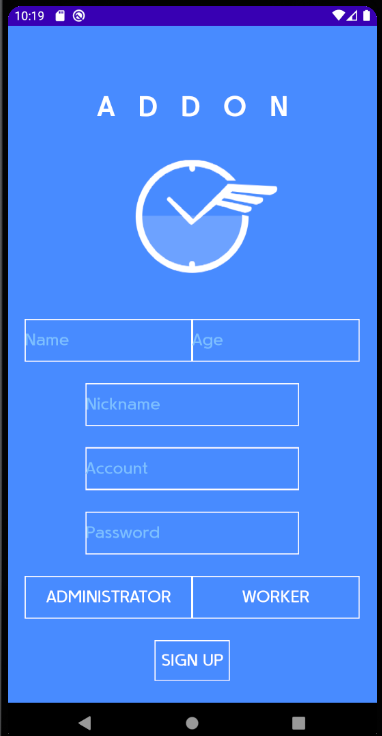 10:19
A D D O N
Name Age
Nickname
Account
Password
ADMINISTRATOR WORKER
SIGN UP